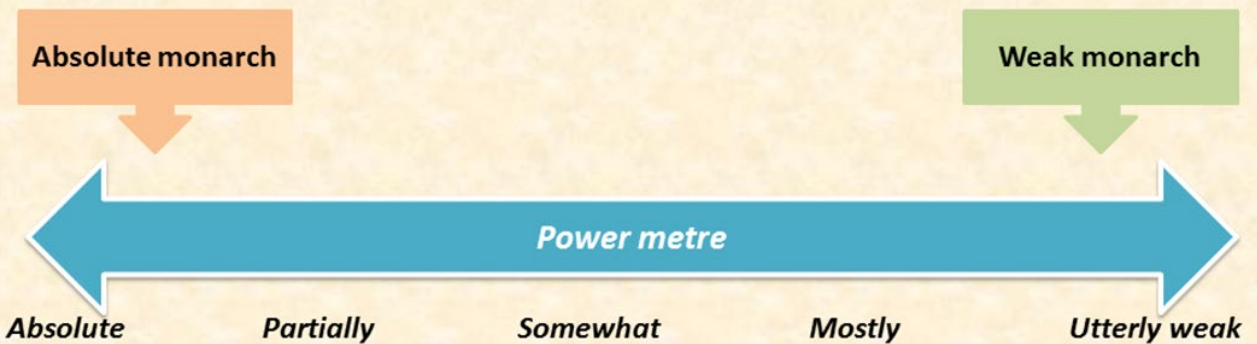 Absolute monarch
Weak monarch
Power metre
Absolute Partially Somewhat Mostly Utterly weak